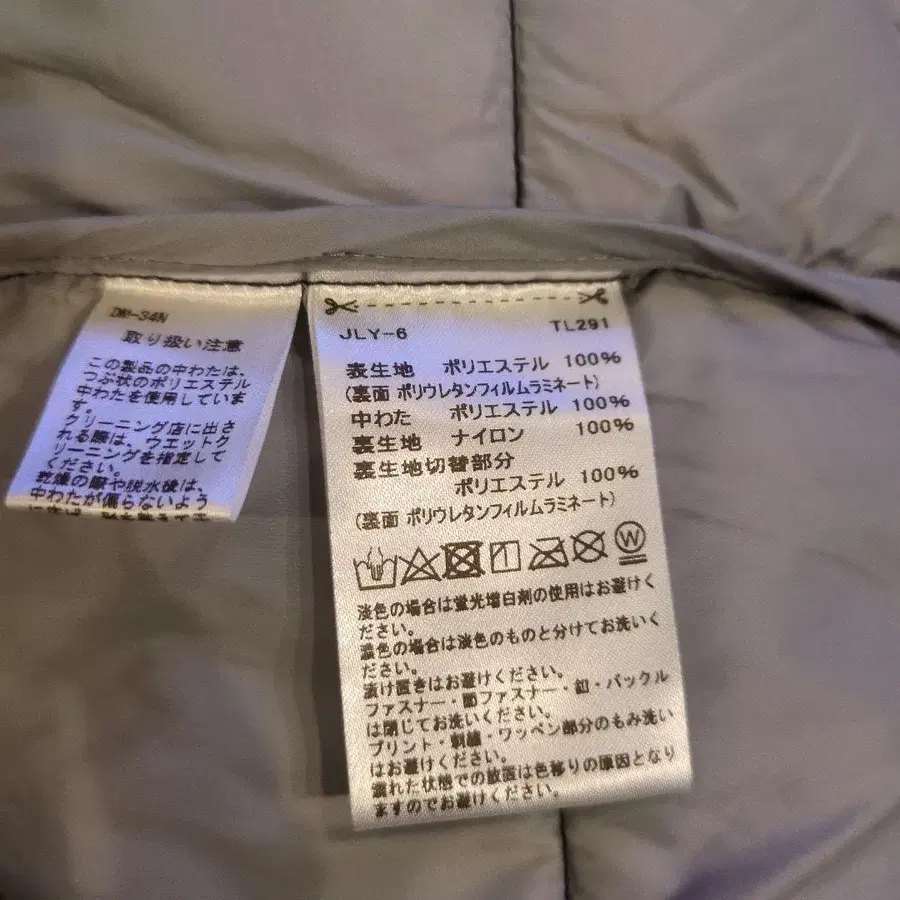 DM-34N
取り扱い注意
この製品の中わたは、
つぶ状のポリエステル
中わたを使用していま
す。
クリーニング店に出さ
れる際は、ウエットク
リーニングを指定して
ください。
乾燥の際や脱水後は、
中わたが偏らないよう
JLY-6 TL291
表生地 ポリエステル 100%
(裏面 ポリウレタンフィルムラミネート)
中わた ポリエステル 100%
裏生地 ナイロン 100%
裏生地切替部分
ポリエステル 100%
(裏面 ポリウレタンフィルムラミネート)
W
淡色の場合は蛍光増白剤の使用はお避けく
ださい。
濃色の場合は淡色のものと分けてお洗いく
ださい。
漬け置きはお避けください。
ファスナー・面ファスナー・釦・バックル
は閉じてお洗いください。
プリント・刺繍・ワッペン部分のもみ洗い
はお避けください。
濡れた状態での放置は色移りの原因となり
ますのでお避けください。